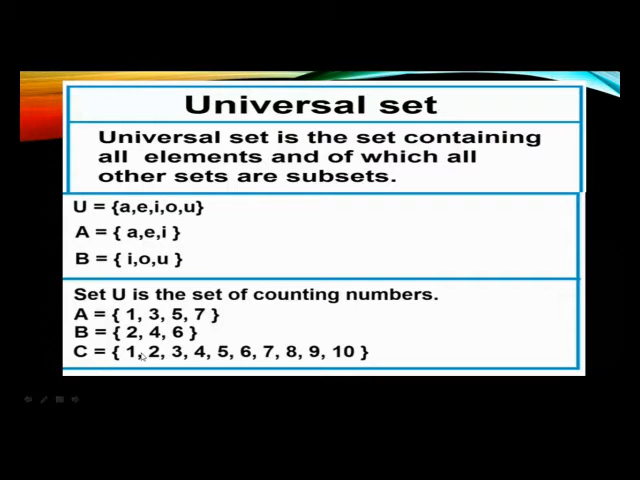 Universal set
Universal set is the set containing
all elements and of which all
other sets are subsets.
U = {a,e,i,o,u}
A = { a,e,i }
B = { i,o,u }
Set U is the set of counting numbers.
A = { 1, 3, 5, 7 }
B = { 2, 4, 6 }
C = { 1, 2, 3, 4, 5, 6, 7, 8, 9, 10 }